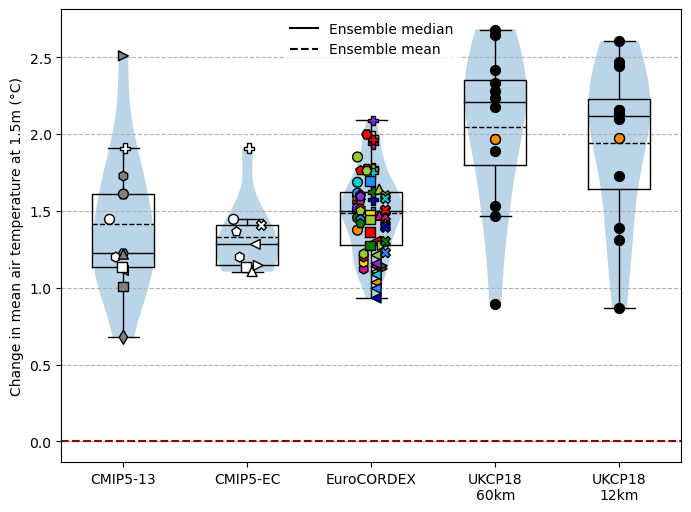 Ensemble median
Ensemble mean
Change in mean air temperature at 1.5m (°C)
2.5
2.0
1.5
1.0
0.5
0.0
CMIP5-13
CMIP5-EC
EuroCORDEX
UKCP18
60km
UKCP18
12km